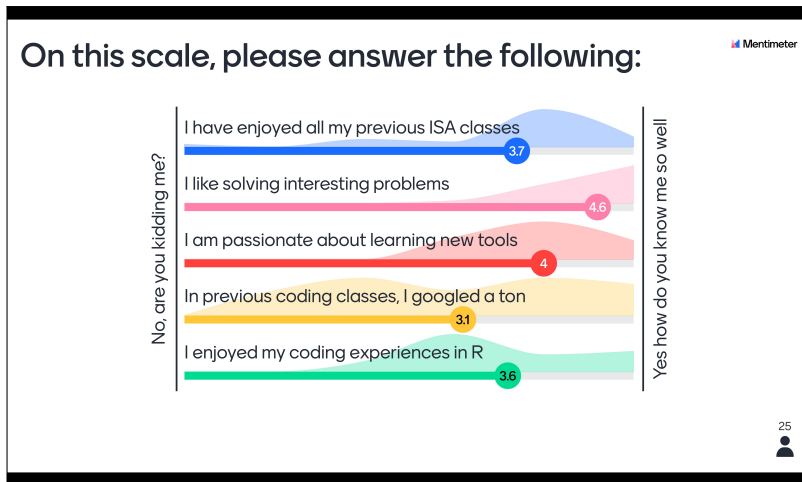 On this scale, please answer the following:
Mentimeter
No, are you kidding me?
I have enjoyed all my previous ISA classes
3.7
I like solving interesting problems
4.6
I am passionate about learning new tools
4
In previous coding classes, I googled a ton
3.1
I enjoyed my coding experiences in R
3.6
Yes how do you know me so well
25